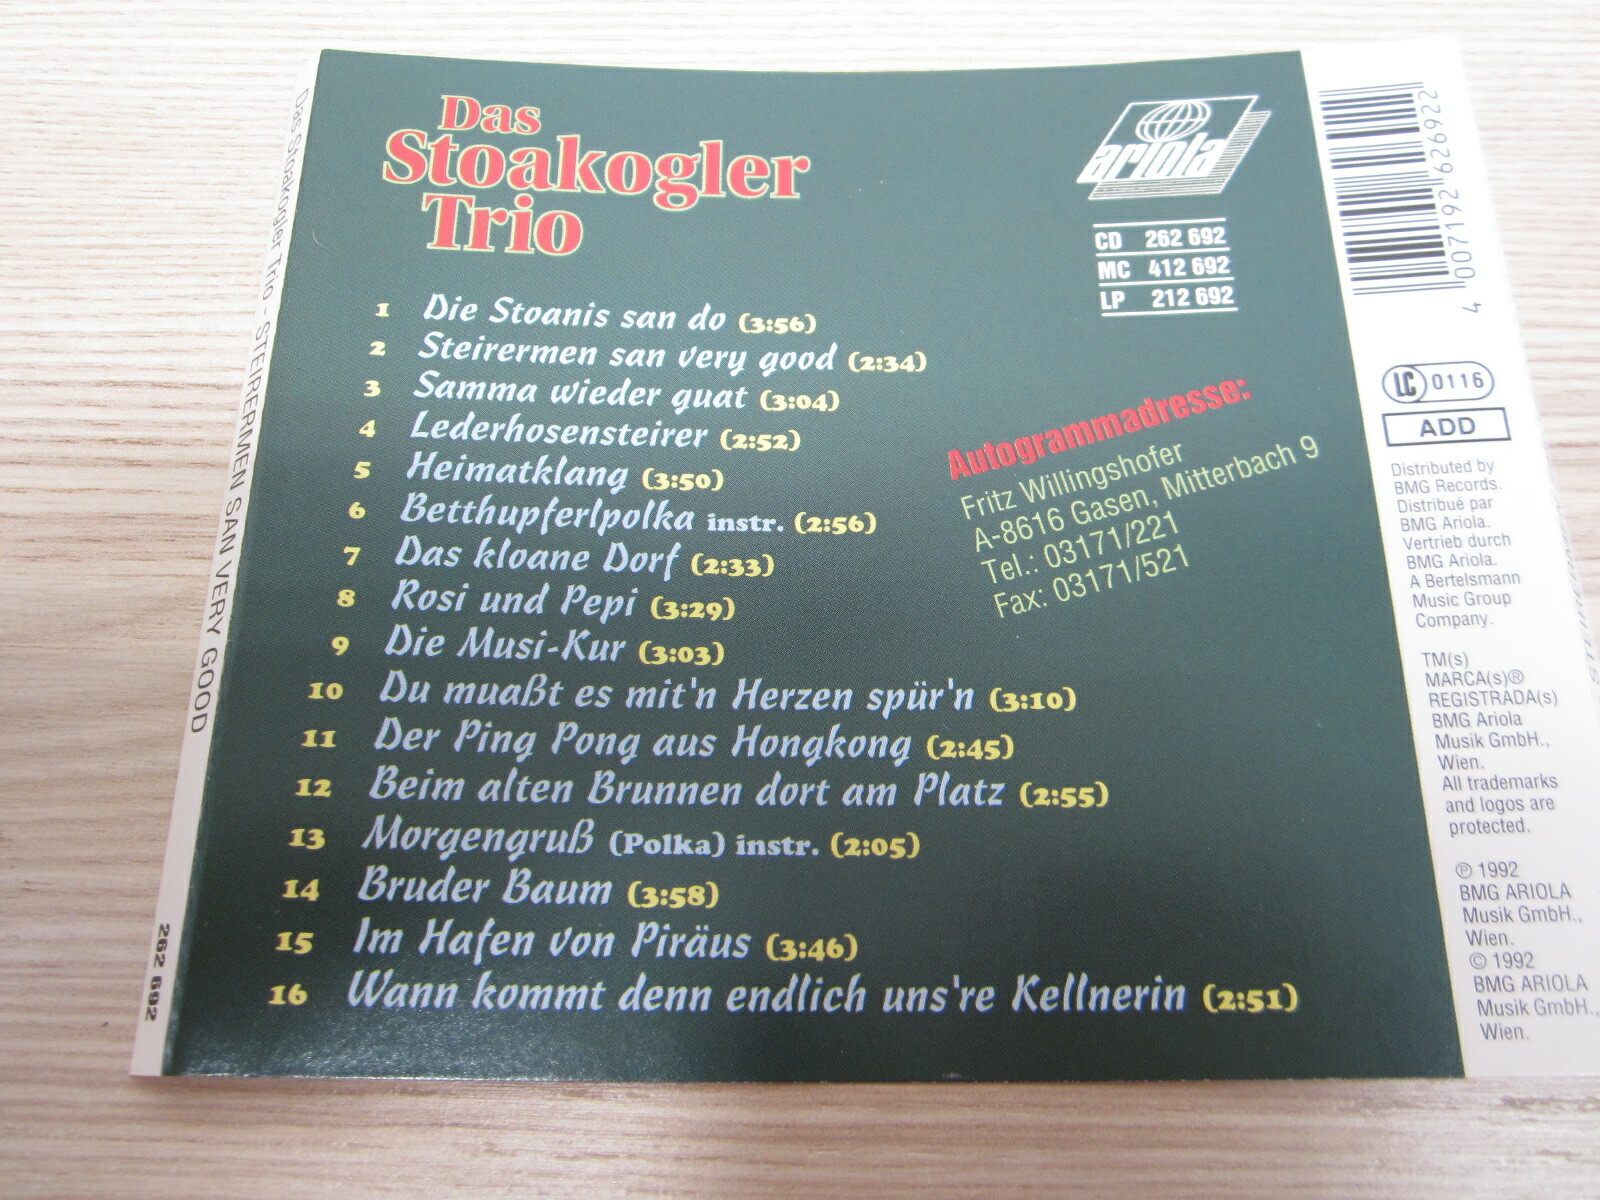 Das
Stoakogler
Trio
1 Die Stoanis san do (3:56)
2 Steirermen san very good (2:34)
3 Samma wieder guat (3:04)
4 Lederhosensteirer (2:52)
5 Heimatklang (3:50)
6 Betthupferlpolka instr. (2:56)
7 Das kloane Dorf (2:33)
8 Rosi und Pepi (3:29)
9 Die Musi-Kur (3:03)
10 Du muaßt es mit'n Herzen spür'n (3:10)
11 Der Ping Pong aus Hongkong (2:45)
12 Beim alten Brunnen dort am Platz (2:55)
13 Morgengruß (Polka) instr. (2:05)
14 Bruder Baum (3:58)
15 Im Hafen von Piräus (3:46)
16 Wann kommt denn endlich uns're Kellnerin (2:51)
ariola
CD 262 692
MC 412 692
LP 212 692
Autogrammadresse:
Fritz Willingshofer
A-8616 Gasen, Mitterbach 9
Tel.: 03171/221
Fax: 03171/521
4 007192 626922
LC 0116
ADD
Distributed by
BMG Records.
Distribué par
BMG Ariola.
Vertrieb durch
BMG Ariola.
A Bertelsmann
Music Group
Company.
TM(s)
MARCA(s)®
REGISTRADA(s)
BMG Ariola
Musik GmbH.,
Wien.
All trademarks
and logos are
protected.
℗ 1992
BMG ARIOLA
Musik GmbH.,
Wien.
© 1992
BMG ARIOLA
Musik GmbH.,
Wien.
Das Stoakogler Trio - STEIRERMEN SAN VERY GOOD
262 692